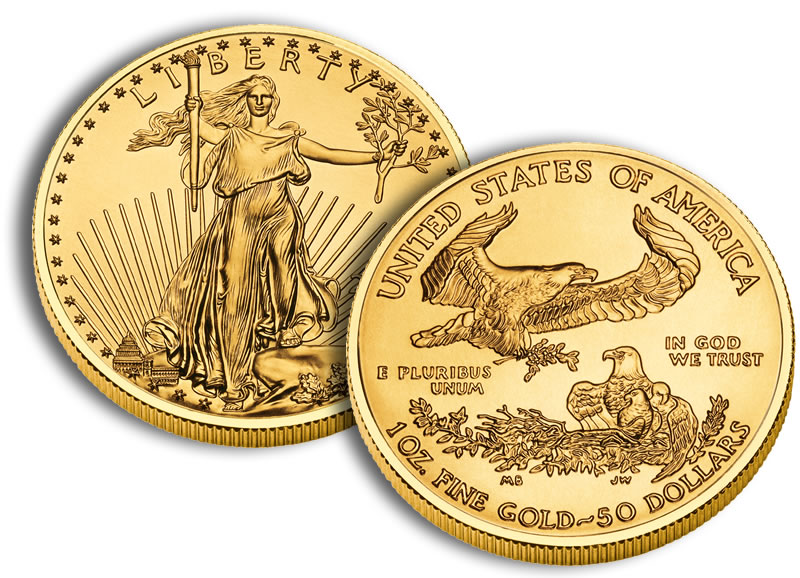 LIBERTY
UNITED STATES OF AMERICA
E PLURIBUS
UNUM
IN GOD
WE TRUST
MB
JW
1 OZ. FINE GOLD~50 DOLLARS